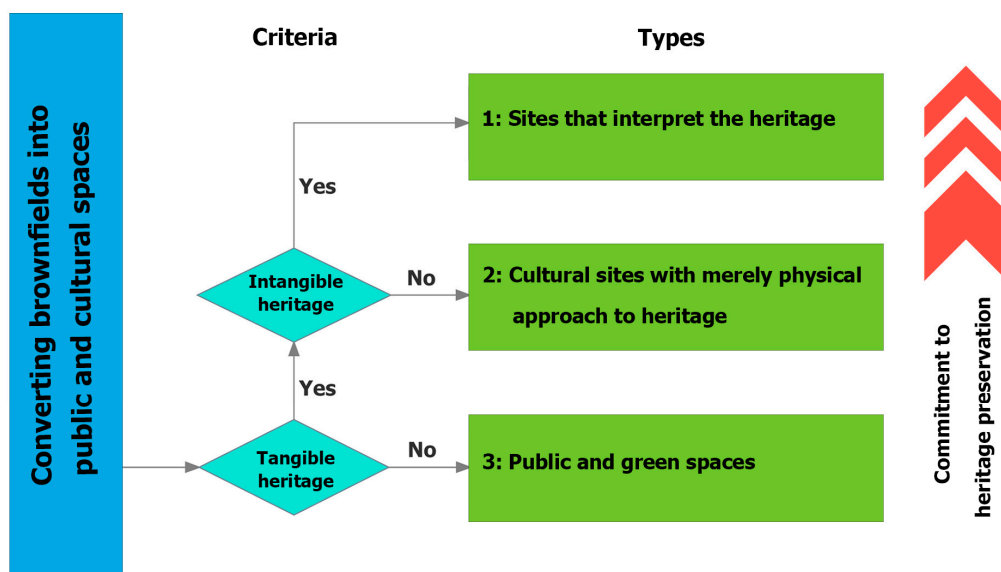 Converting brownfields into
public and cultural spaces
Criteria
Types
1: Sites that interpret the heritage
Yes
Intangible
heritage
No
2: Cultural sites with merely physical
approach to heritage
Yes
Tangible
heritage
No
3: Public and green spaces
Commitment to
heritage preservation